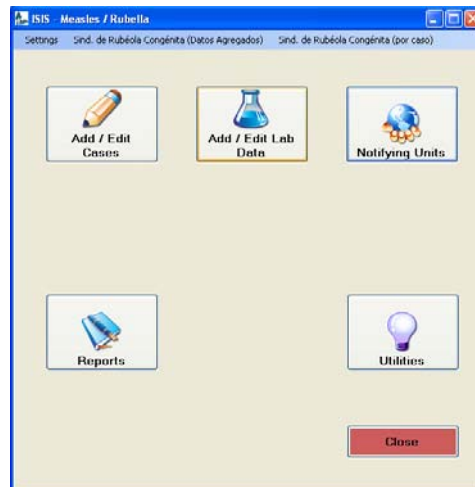 ISIS - Measles / Rubella
Settings Sind. de Rubéola Congénita (Datos Agregados) Sind. de Rubéola Congénita (por caso)
Add / Edit Cases
Add / Edit Lab Data
Notifying Units
Reports
Utilities
Close